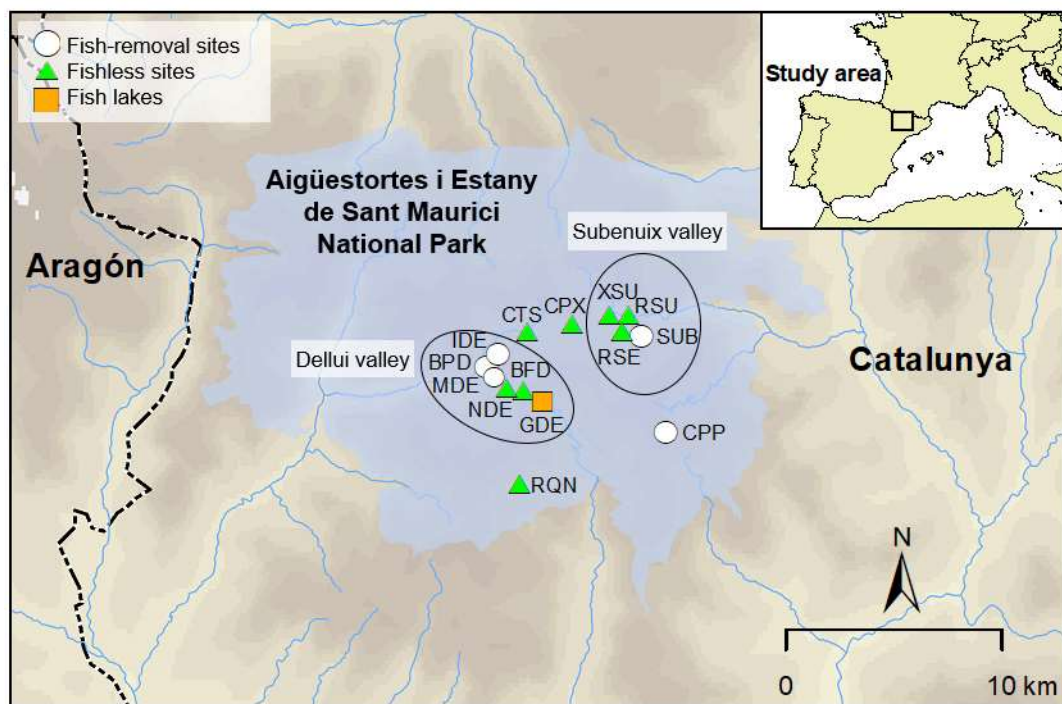 Fish-removal sites
Fishless sites
Fish lakes
Study area
Aigüestortes i Estany
de Sant Maurici
National Park
Subenuix valley
Aragón
XSU
RSU
CPX
CTS
SUB
RSE
IDE
Dellui valley
BPD
BFD
MDE
NDE
GDE
Catalunya
CPP
RQN
N
0
10 km